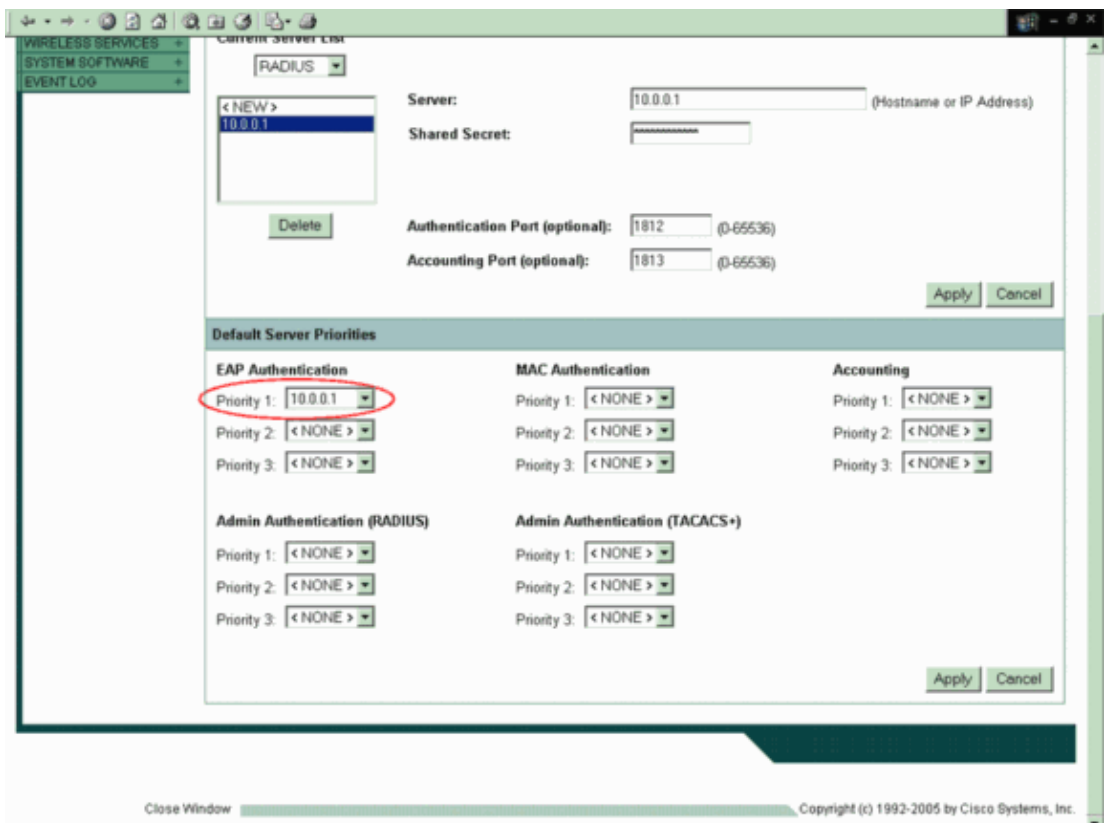 WIRELESS SERVICES +
Current Server List
SYSTEM SOFTWARE +
RADIUS
EVENT LOG +
< NEW >
10.0.0.1
Server: 10.0.0.1 (Hostname or IP Address)
Shared Secret:
Delete
Authentication Port (optional): 1812 (0-65536)
Accounting Port (optional): 1813 (0-65536)
Apply Cancel
Default Server Priorities
EAP Authentication MAC Authentication Accounting
Priority 1: 10.0.0.1 Priority 1: < NONE > Priority 1: < NONE >
Priority 2: < NONE > Priority 2: < NONE > Priority 2: < NONE >
Priority 3: < NONE > Priority 3: < NONE > Priority 3: < NONE >
Admin Authentication (RADIUS) Admin Authentication (TACACS+)
Priority 1: < NONE > Priority 1: < NONE >
Priority 2: < NONE > Priority 2: < NONE >
Priority 3: < NONE > Priority 3: < NONE >
Apply Cancel
Close Window Copyright (c) 1992-2005 by Cisco Systems, Inc.